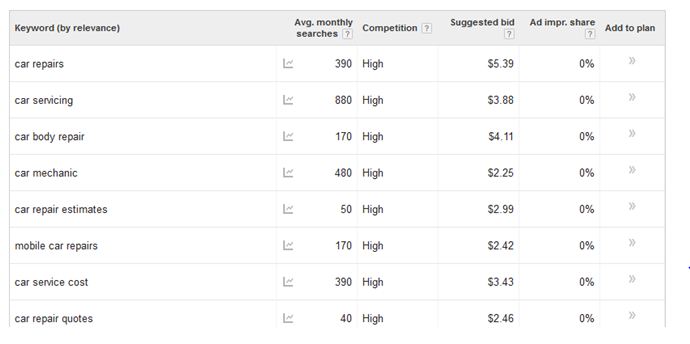 Keyword (by relevance) Avg. monthly searches ? Competition ? Suggested bid ? Ad impr. share ? Add to plan
car repairs 390 High $5.39 0% »
car servicing 880 High $3.88 0% »
car body repair 170 High $4.11 0% »
car mechanic 480 High $2.25 0% »
car repair estimates 50 High $2.99 0% »
mobile car repairs 170 High $2.42 0% »
car service cost 390 High $3.43 0% »
car repair quotes 40 High $2.46 0% »